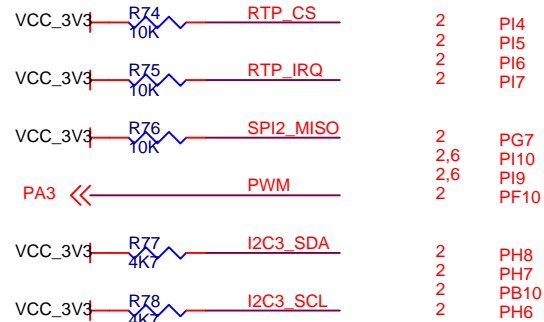 VCC_3V3 R74 10K RTP_CS 2 PI4
2 PI5
2 PI6
VCC_3V3 R75 10K RTP_IRQ 2 PI7
VCC_3V3 R76 10K SPI2_MISO 2 PG7
2,6 PI10
2,6 PI9
PA3 PWM 2 PF10
VCC_3V3 R77 4K7 I2C3_SDA 2 PH8
2 PH7
2 PB10
VCC_3V3 R78 4K7 I2C3_SCL 2 PH6